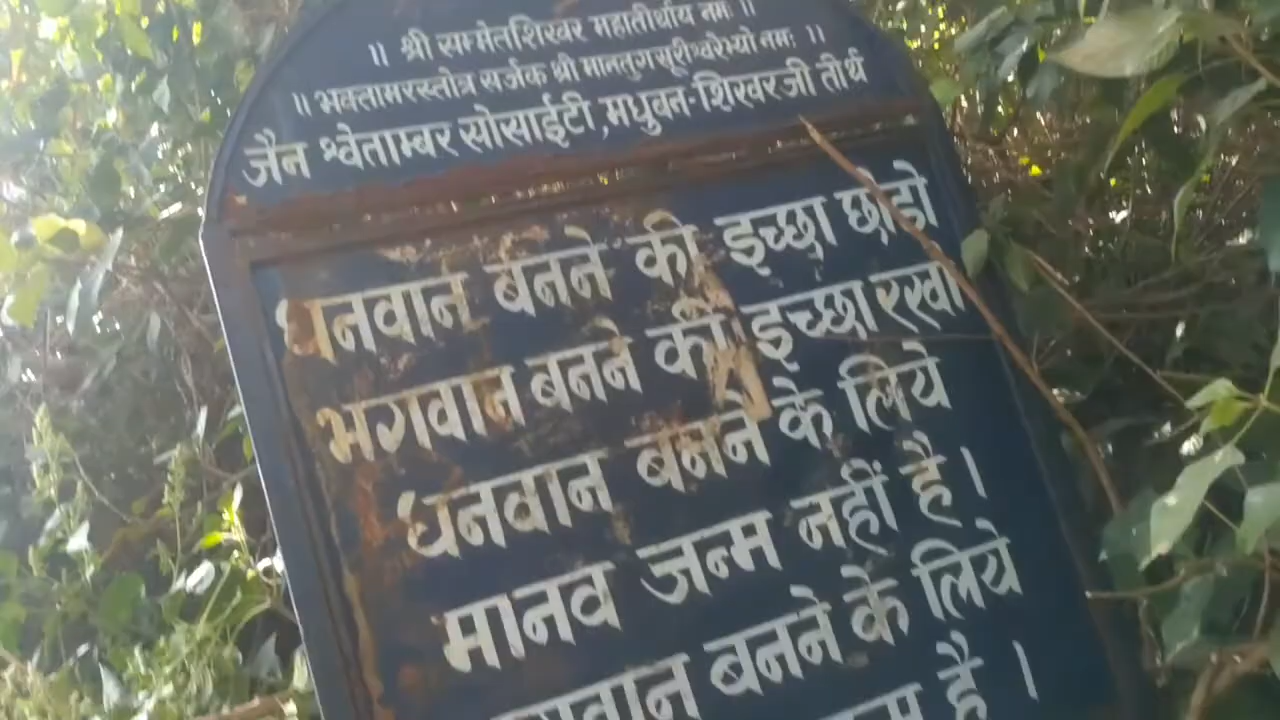 ॥ श्री सम्मेतशिखर महातीर्थाय नमः ॥
॥ भक्तामरस्तोत्र सर्जक श्री मानतुगसूरीश्वरेभ्यो नमः ॥
जैन श्वेताम्बर सोसाईटी, मधुवन-शिखरजी तीर्थ
धनवान बनने की इच्छा छोडो
भगवान बनने की इच्छा रखो
धनवान बनने के लिये
मानव जन्म नहीं है।
बनने के लिये
है।